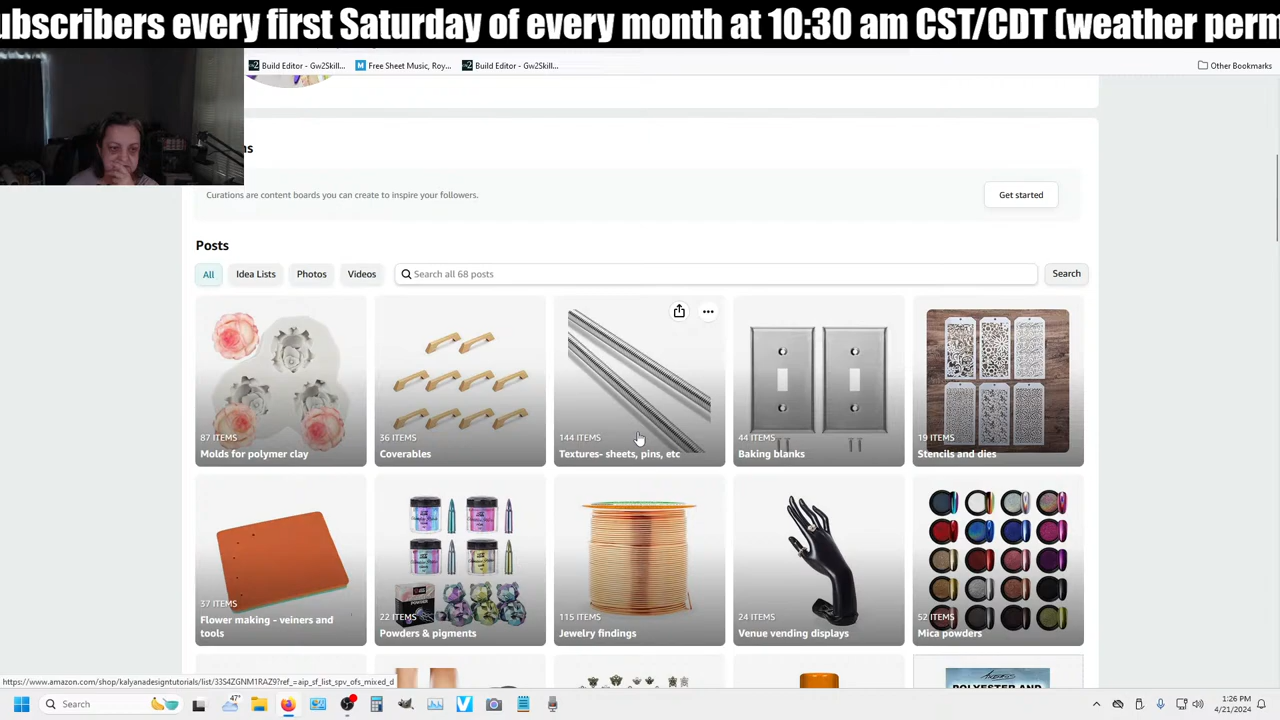 ubscribers every first Saturday of every month at 10:30 am CST/CDT (weather perm
Build Editor - Gw2Skill...
Free Sheet Music, Roy...
Build Editor - Gw2Skill...
Other Bookmarks
ns
Curations are content boards you can create to inspire your followers.
Get started
Posts
All
Idea Lists
Photos
Videos
Search all 68 posts
Search
87 ITEMS
Molds for polymer clay
36 ITEMS
Coverables
144 ITEMS
Textures- sheets, pins, etc
44 ITEMS
Baking blanks
19 ITEMS
Stencils and dies
37 ITEMS
Flower making - veiners and
tools
22 ITEMS
Powders & pigments
115 ITEMS
Jewelry findings
24 ITEMS
Venue vending displays
52 ITEMS
Mica powders
POLYESTER AND
https://www.amazon.com/shop/kalyanadesigntutorials/list/33S4ZGNM1RAZ9?ref_=aip_sf_list_spv_ofs_mixed_d
Search
47°
1:26 PM
4/21/2024